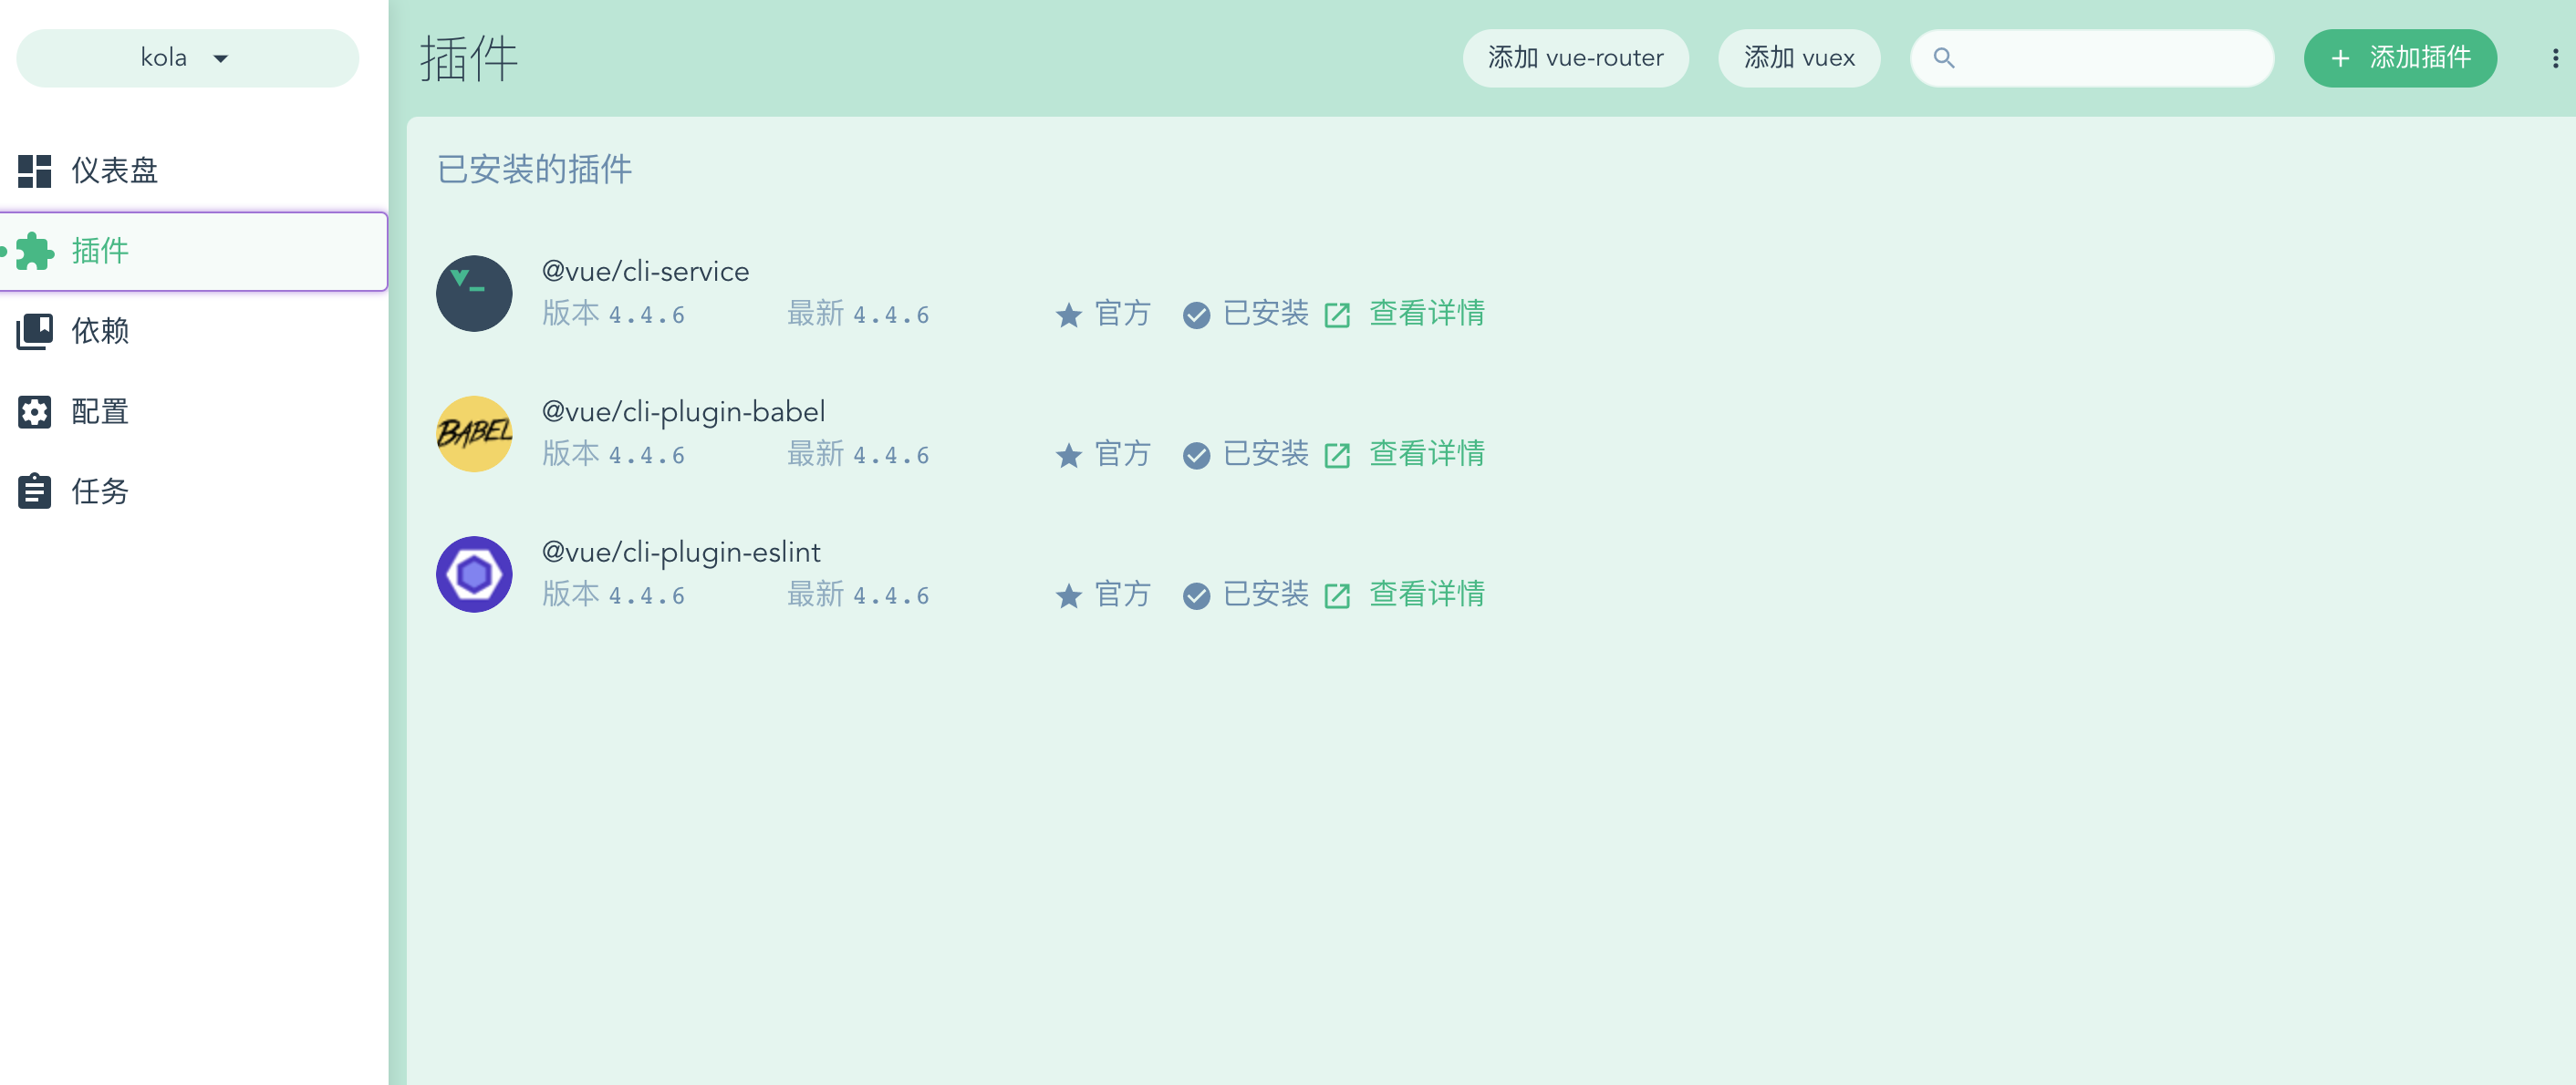 kola
仪表盘
插件
依赖
配置
任务
插件
添加 vue-router
添加 vuex
添加插件
已安装的插件
@vue/cli-service
版本 4.4.6 最新 4.4.6 官方 已安装 查看详情
BABEL
@vue/cli-plugin-babel
版本 4.4.6 最新 4.4.6 官方 已安装 查看详情
@vue/cli-plugin-eslint
版本 4.4.6 最新 4.4.6 官方 已安装 查看详情